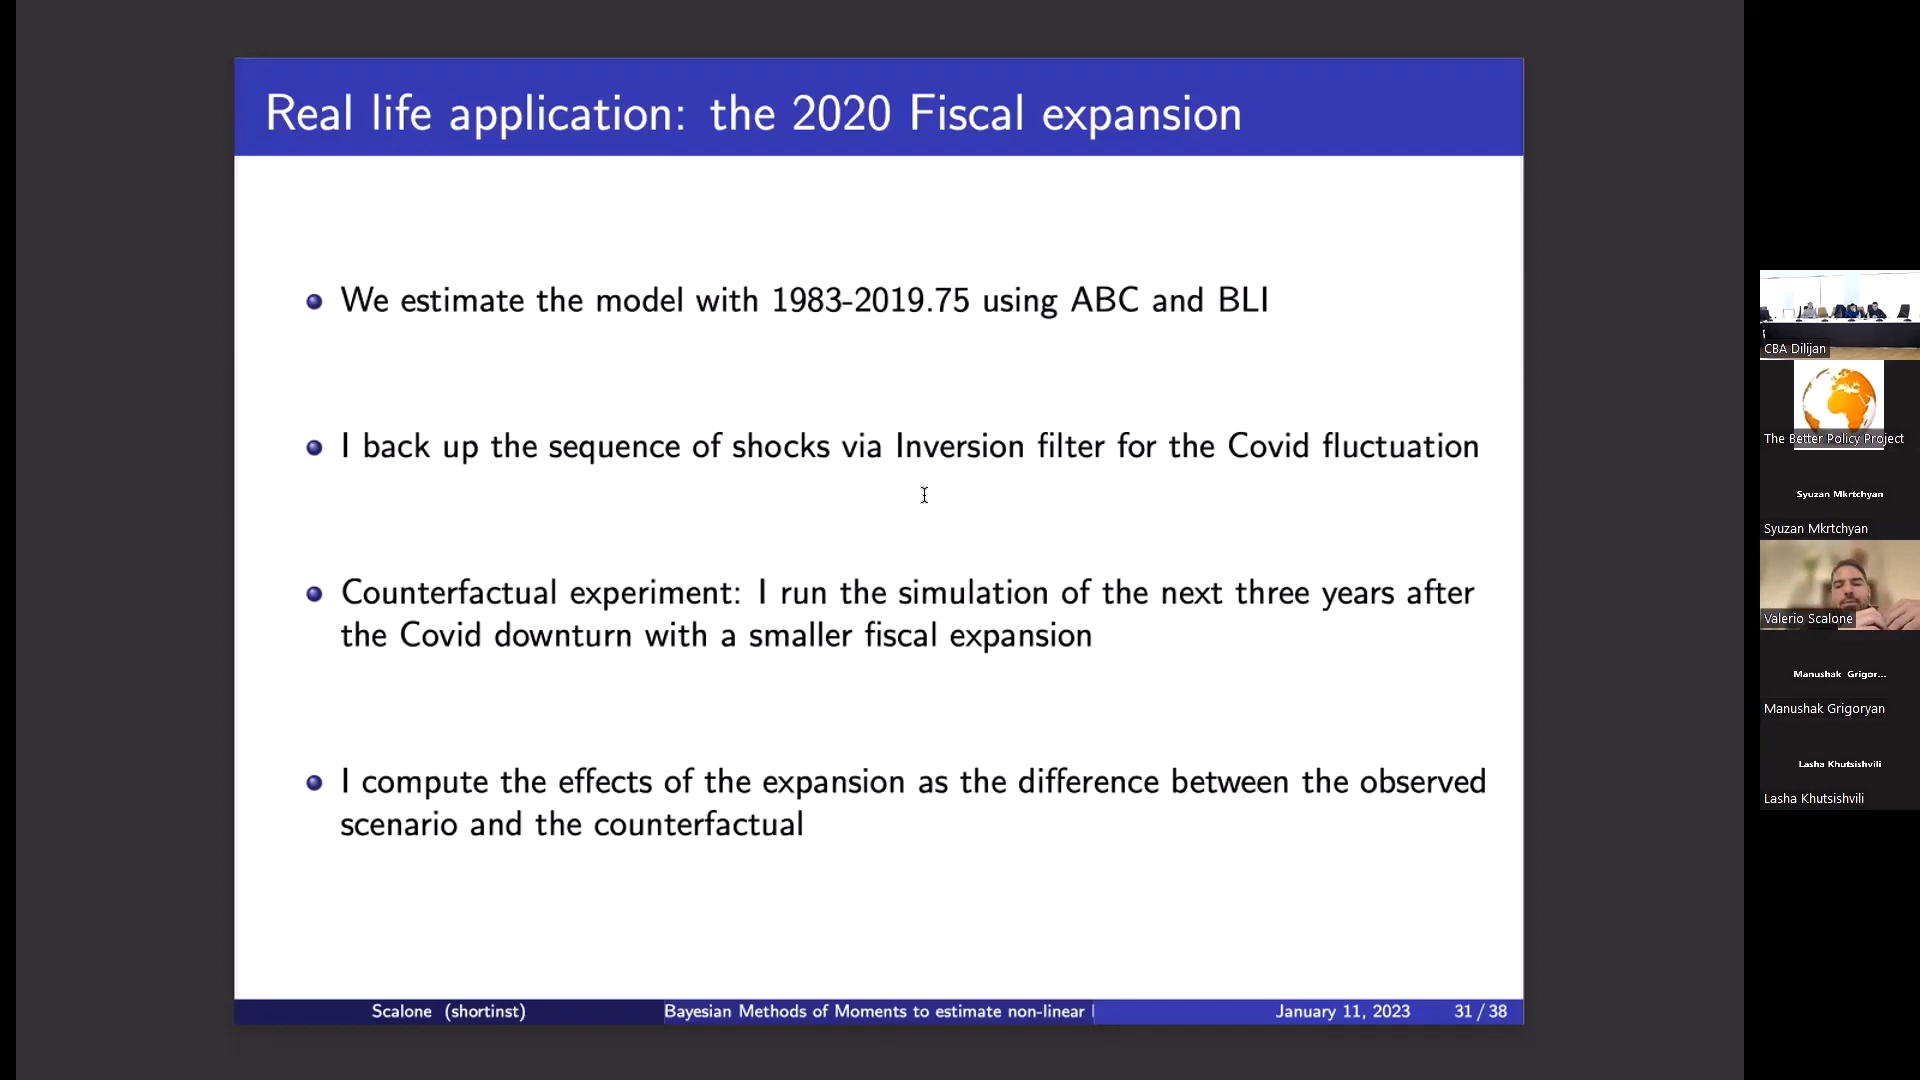 Real life application: the 2020 Fiscal expansion
We estimate the model with 1983-2019.75 using ABC and BLI
I back up the sequence of shocks via Inversion filter for the Covid fluctuation
Counterfactual experiment: I run the simulation of the next three years after
the Covid downturn with a smaller fiscal expansion
I compute the effects of the expansion as the difference between the observed
scenario and the counterfactual
Scalone (shortinst)
Bayesian Methods of Moments to estimate non-linear
January 11, 2023
31 / 38
CBA Dilijan
The Better Policy Project
Syuzan Mkrtchyan
Syuzan Mkrtchyan
Valerio Scalone
Manushak Grigor...
Manushak Grigoryan
Lasha Khutsishvili
Lasha Khutsishvili